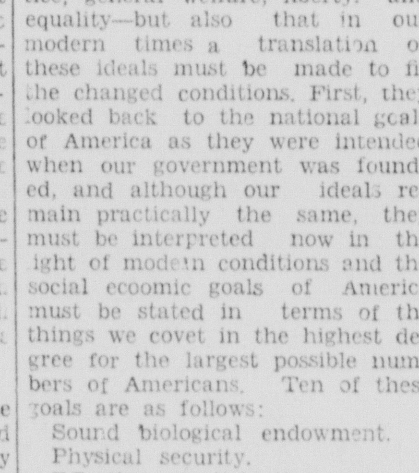 equality—but also that in ou
modern times a translation o
these ideals must be made to fi
the changed conditions. First, the
looked back to the national goal
of America as they were intende
when our government was found
ed, and although our ideals re
main practically the same, the
must be interpreted now in th
light of modern conditions and th
social ecoomic goals of Americ
must be stated in terms of th
things we covet in the highest de
gree for the largest possible num
bers of Americans. Ten of thes
goals are as follows:
Sound biological endowment.
Physical security.